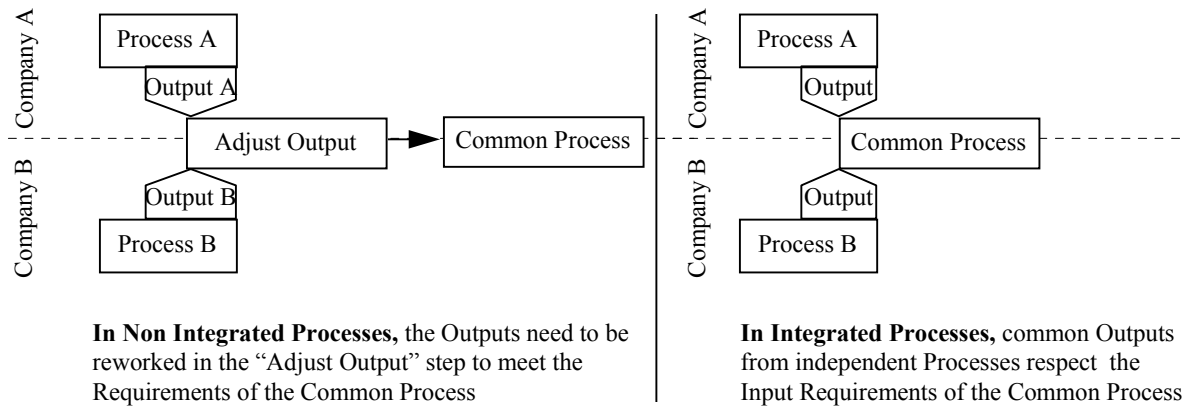 Company A
Process A
Output A
Adjust Output
Common Process
Company B
Output B
Process B
In Non Integrated Processes, the Outputs need to be
reworked in the “Adjust Output” step to meet the
Requirements of the Common Process
Company A
Process A
Output
Common Process
Company B
Output
Process B
In Integrated Processes, common Outputs
from independent Processes respect the
Input Requirements of the Common Process